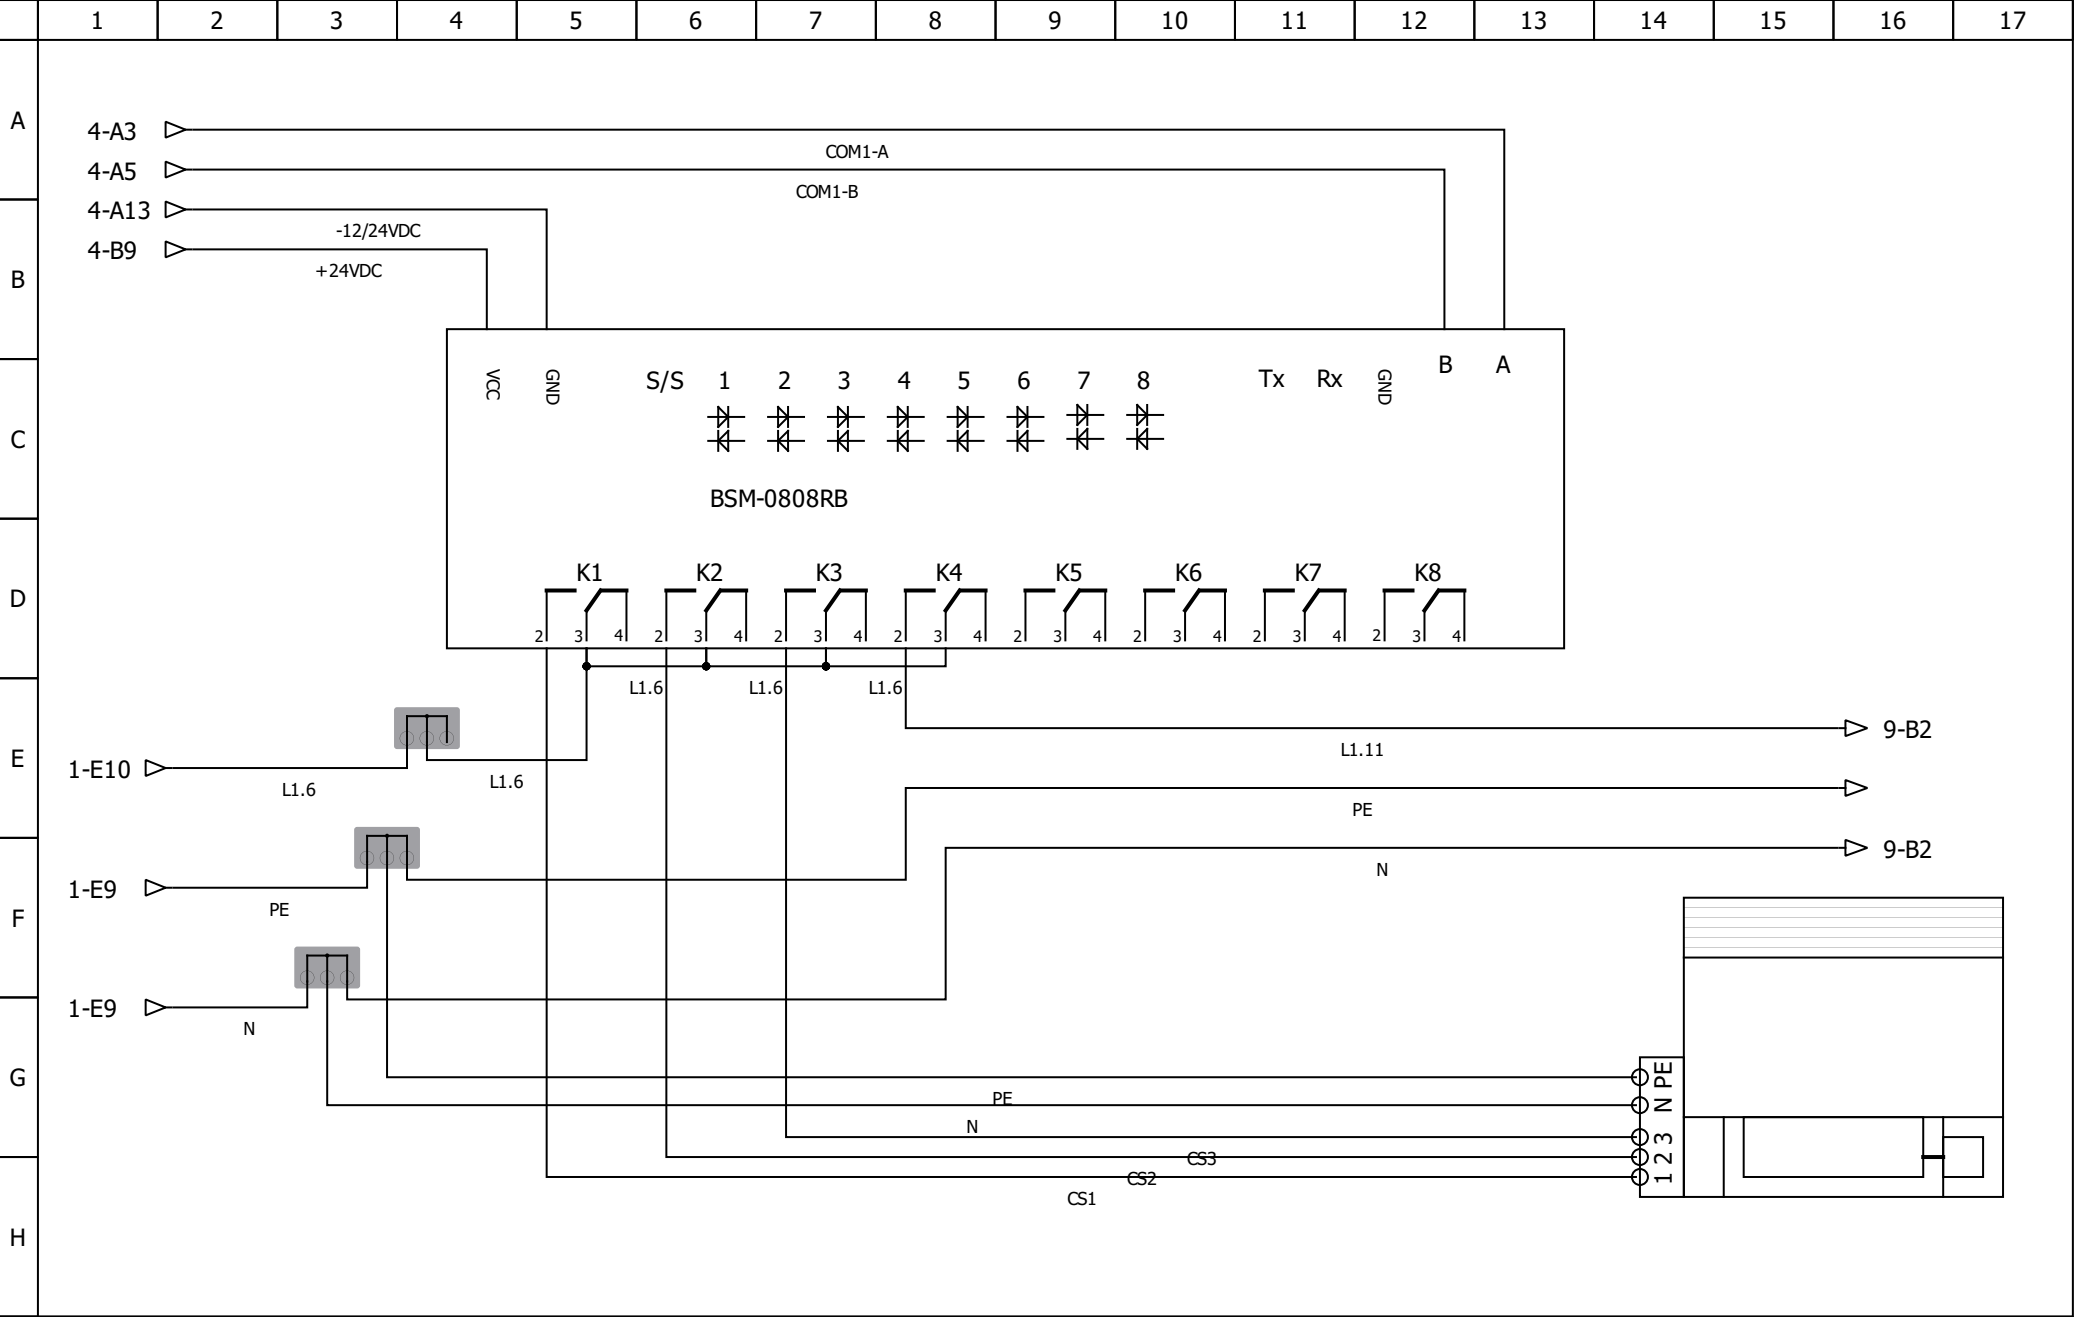 1 2 3 4 5 6 7 8 9 10 11 12 13 14 15 16 17
A
4-A3
COM1-A
4-A5
COM1-B
4-A13
-12/24VDC
B
4-B9
+24VDC
VCC GND S/S 1 2 3 4 5 6 7 8 Tx Rx GND B A
C
BSM-0808RB
D
K1 K2 K3 K4 K5 K6 K7 K8
2 3 4 2 3 4 2 3 4 2 3 4 2 3 4 2 3 4 2 3 4 2 3 4
L1.6 L1.6 L1.6
9-B2
L1.11
E
1-E10
L1.6
L1.6
PE
9-B2
N
1-E9
PE
F
1-E9
N
G
PE
N
PE
N
3
2
1
CS3
CS2
CS1
H